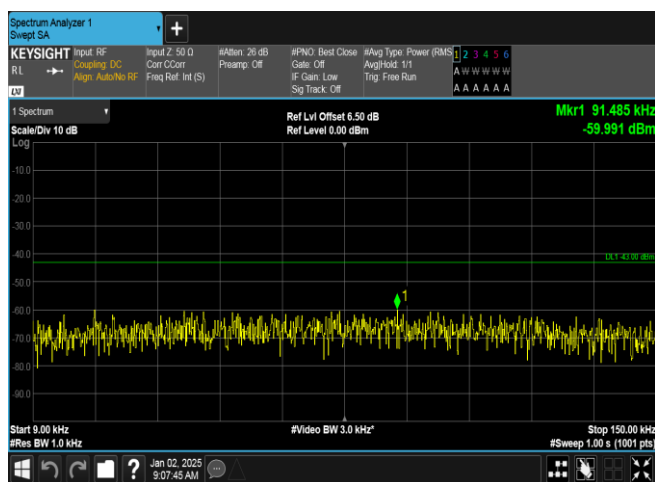 Spectrum Analyzer 1
Swept SA
+
KEYSIGHT
RL
LXI
Input: RF
Coupling: DC
Align: Auto/No RF
Input Z: 50 Ω
Corr CCorr
Freq Ref: Int (S)
#Atten: 26 dB
Preamp: Off
#PNO: Best Close
Gate: Off
IF Gain: Low
Sig Track: Off
#Avg Type: Power (RMS)
Avg|Hold: 1/1
Trig: Free Run
1 2 3 4 5 6
A W W W W W
A A A A A A
1 Spectrum
Scale/Div 10 dB
Log
Ref Lvl Offset 6.50 dB
Ref Level 0.00 dBm
Mkr1 91.485 kHz
-59.991 dBm
-10.0
-20.0
-30.0
-40.0
DL1 -43.00 dBm
-50.0
1
-60.0
-70.0
-80.0
-90.0
Start 9.00 kHz
#Res BW 1.0 kHz
#Video BW 3.0 kHz*
Stop 150.00 kHz
#Sweep 1.00 s (1001 pts)
?
Jan 02, 2025
9:07:45 AM